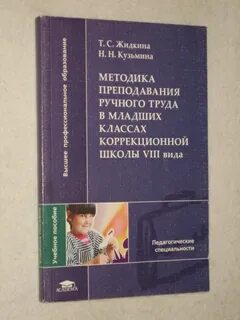 Т. С. Жидкина
Н. Н. Кузьмина
МЕТОДИКА
ПРЕПОДАВАНИЯ
РУЧНОГО ТРУДА
В МЛАДШИХ
КЛАССАХ
КОРРЕКЦИОННОЙ
ШКОЛЫ VIII вида
Высшее профессиональное образование
Учебное пособие
Педагогические
специальности
ACADEMA